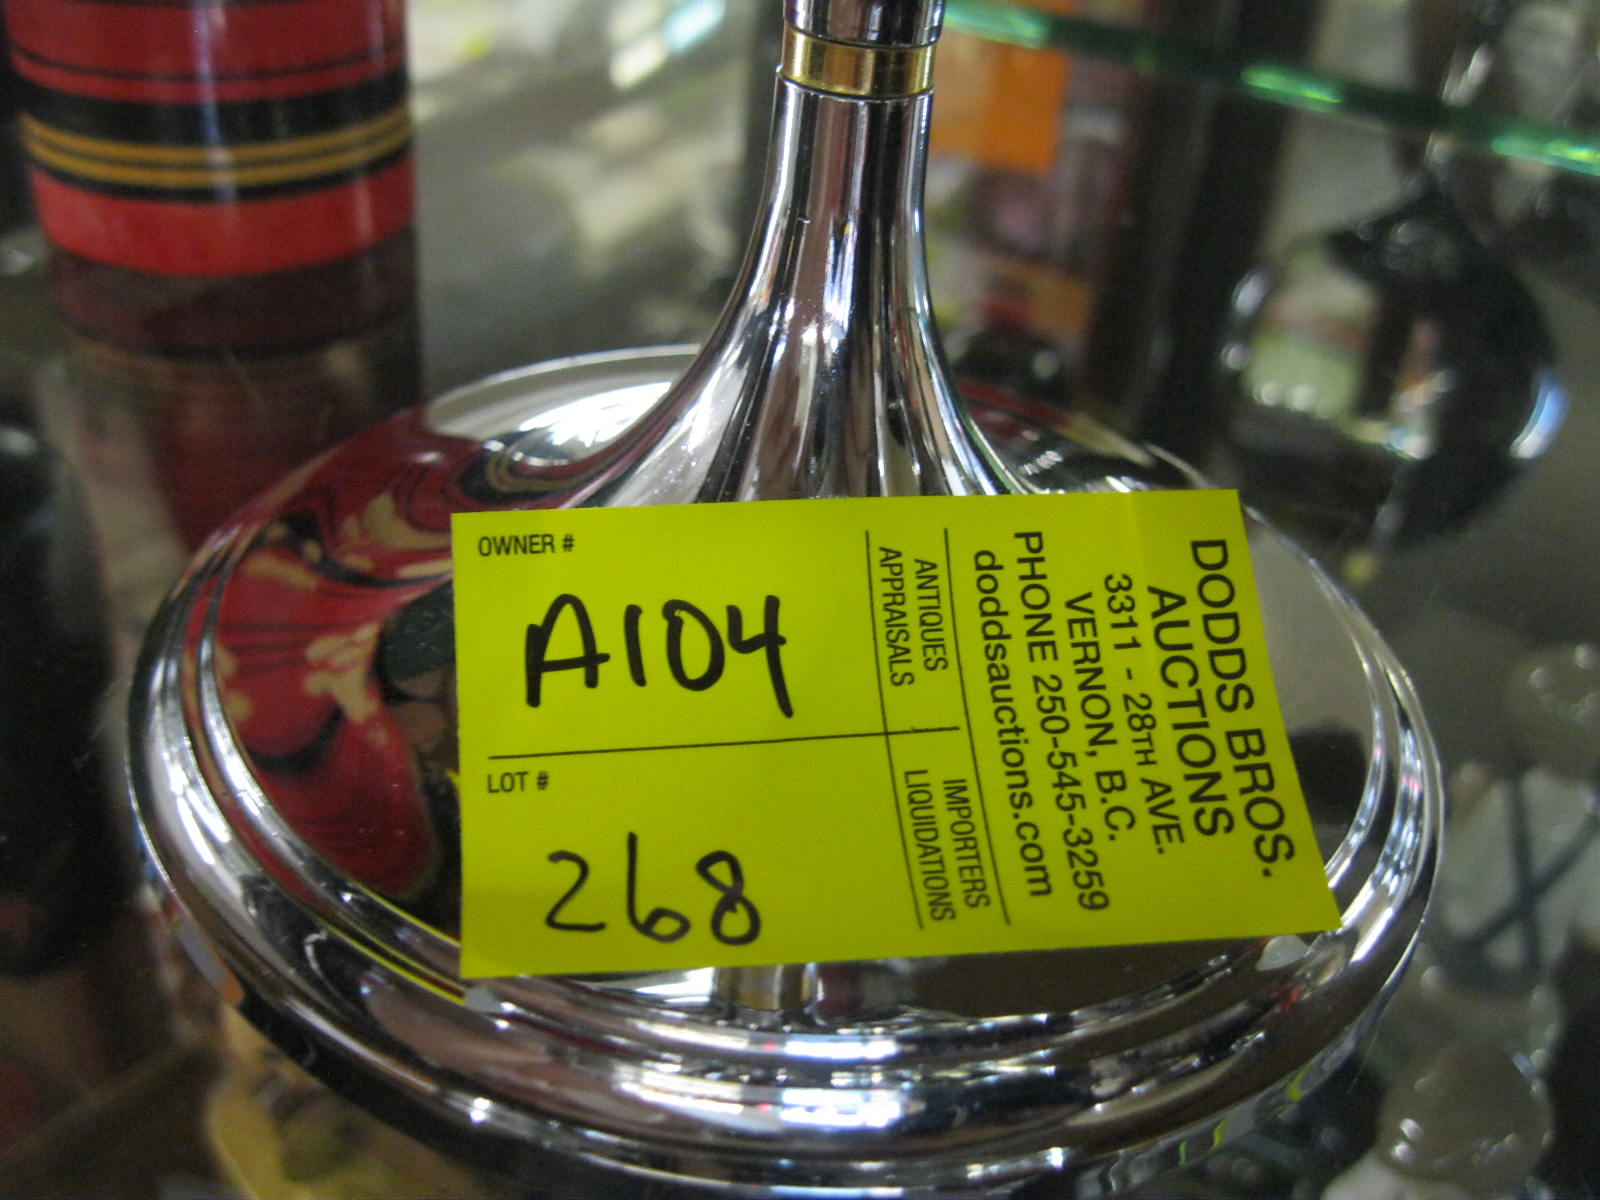 OWNER #
A104
LOT #
268
ANTIQUES
APPRAISALS
IMPORTERS
LIQUIDATIONS
DODDS BROS.
AUCTIONS
3311 - 28TH AVE.
VERNON, B.C.
PHONE 250-545-3259
doddsauctions.com